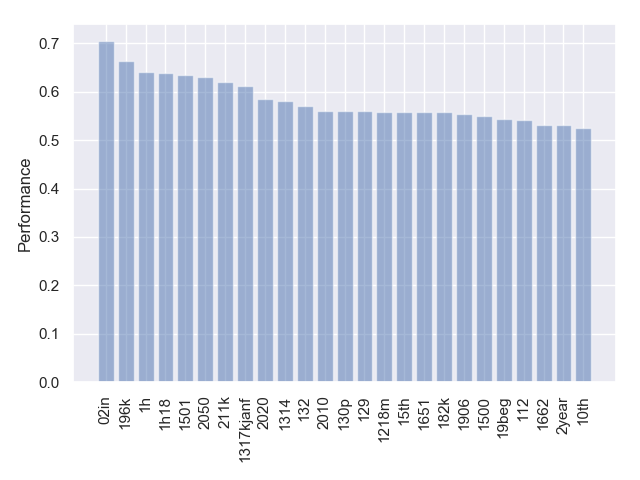 0.7
0.6
0.5
0.4
0.3
0.2
0.1
0.0
Performance
02in
196k
1h
1h18
1501
2050
211k
1317kjanf
2020
1314
132
2010
130p
129
1218m
15th
1651
182k
1906
1500
19beg
112
1662
2year
10th